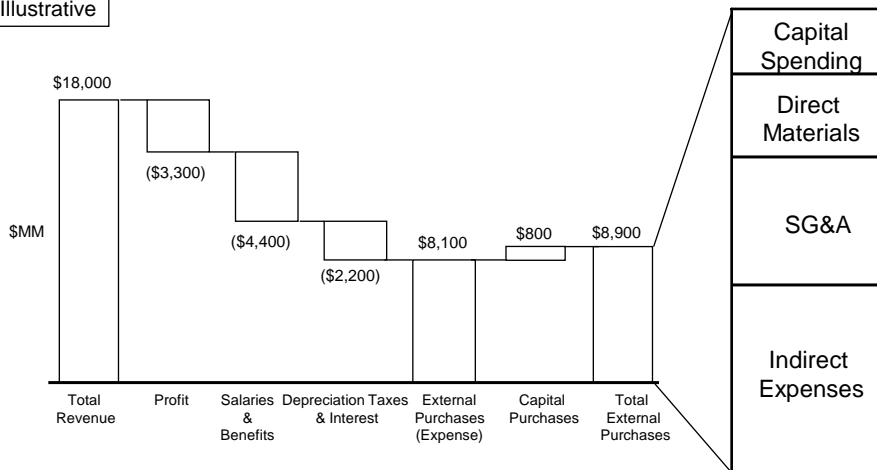 Illustrative
$18,000
($3,300)
($4,400)
($2,200)
$8,100
$800
$8,900
$MM
Total
Revenue
Profit
Salaries
&
Benefits
Depreciation Taxes
& Interest
External
Purchases
(Expense)
Capital
Purchases
Total
External
Purchases
Capital
Spending
Direct
Materials
SG&A
Indirect
Expenses